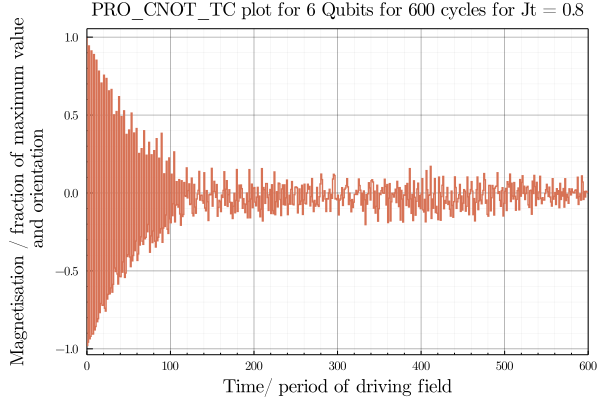 PRO_CNOT_TC plot for 6 Qubits for 600 cycles for Jt = 0.8
Magnetisation / fraction of maximum value
and orientation
1.0
0.5
0.0
−0.5
−1.0
0 100 200 300 400 500 600
Time/ period of driving field